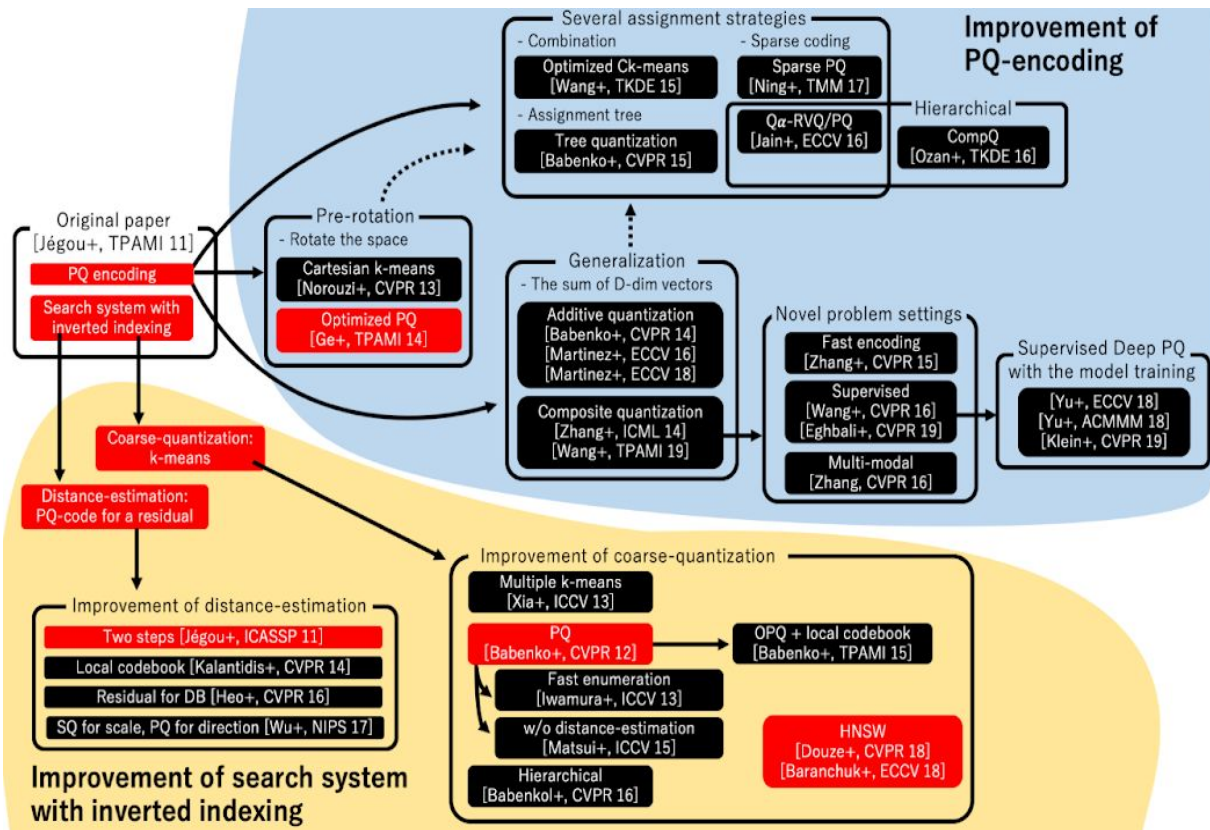 Several assignment strategies
- Combination
Optimized Ck-means
[Wang+, TKDE 15]
- Assignment tree
Tree quantization
[Babenko+, CVPR 15]
- Sparse coding
Sparse PQ
[Ning+, TMM 17]
Qα-RVQ/PQ
[Jain+, ECCV 16]
Hierarchical
CompQ
[Ozan+, TKDE 16]
Improvement of
PQ-encoding
Original paper
[Jégou+, TPAMI 11]
PQ encoding
Search system with
inverted indexing
Pre-rotation
- Rotate the space
Cartesian k-means
[Norouzi+, CVPR 13]
Optimized PQ
[Ge+, TPAMI 14]
Generalization
- The sum of D-dim vectors
Additive quantization
[Babenko+, CVPR 14]
[Martinez+, ECCV 16]
[Martinez+, ECCV 18]
Composite quantization
[Zhang+, ICML 14]
[Wang+, TPAMI 19]
Novel problem settings
Fast encoding
[Zhang+, CVPR 15]
Supervised
[Wang+, CVPR 16]
[Eghbali+, CVPR 19]
Multi-modal
[Zhang, CVPR 16]
Supervised Deep PQ
with the model training
[Yu+, ECCV 18]
[Yu+, ACMMM 18]
[Klein+, CVPR 19]
Coarse-quantization:
k-means
Distance-estimation:
PQ-code for a residual
Improvement of distance-estimation
Two steps [Jégou+, ICASSP 11]
Local codebook [Kalantidis+, CVPR 14]
Residual for DB [Heo+, CVPR 16]
SQ for scale, PQ for direction [Wu+, NIPS 17]
Improvement of coarse-quantization
Multiple k-means
[Xia+, ICCV 13]
PQ
[Babenko+, CVPR 12]
OPQ + local codebook
[Babenko+, TPAMI 15]
Fast enumeration
[Iwamura+, ICCV 13]
w/o distance-estimation
[Matsui+, ICCV 15]
Hierarchical
[Babenkol+, CVPR 16]
HNSW
[Douze+, CVPR 18]
[Baranchuk+, ECCV 18]
Improvement of search system
with inverted indexing